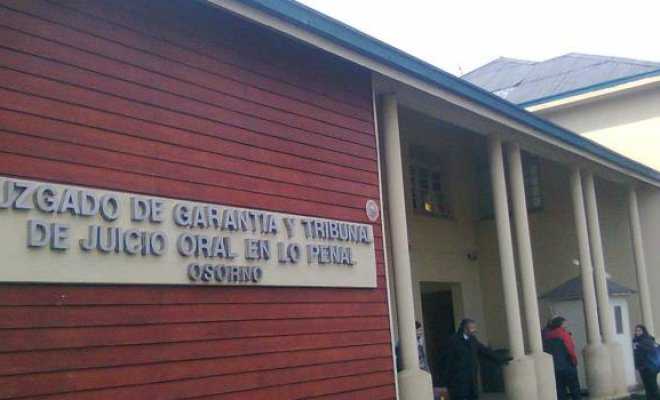 UZGADO DE GARANTIA Y TRIBUNAL
DE JUICIO ORAL EN LO PENAL
OSORNO